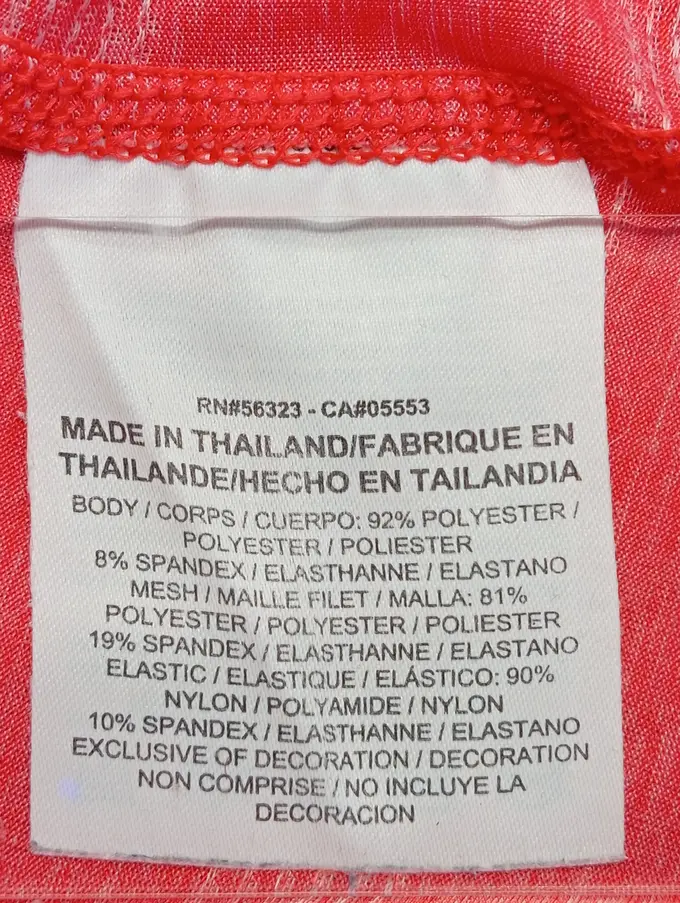 RN#56323 - CA#05553
MADE IN THAILAND/FABRIQUE EN
THAILANDE/HECHO EN TAILANDIA
BODY / CORPS / CUERPO: 92% POLYESTER /
POLYESTER / POLIESTER
8% SPANDEX / ELASTHANNE / ELASTANO
MESH / MAILLE FILET / MALLA: 81%
POLYESTER / POLYESTER / POLIESTER
19% SPANDEX / ELASTHANNE / ELASTANO
ELASTIC / ELASTIQUE / ELÁSTICO: 90%
NYLON / POLYAMIDE / NYLON
10% SPANDEX / ELASTHANNE / ELASTANO
EXCLUSIVE OF DECORATION / DECORATION
NON COMPRISE / NO INCLUYE LA
DECORACION